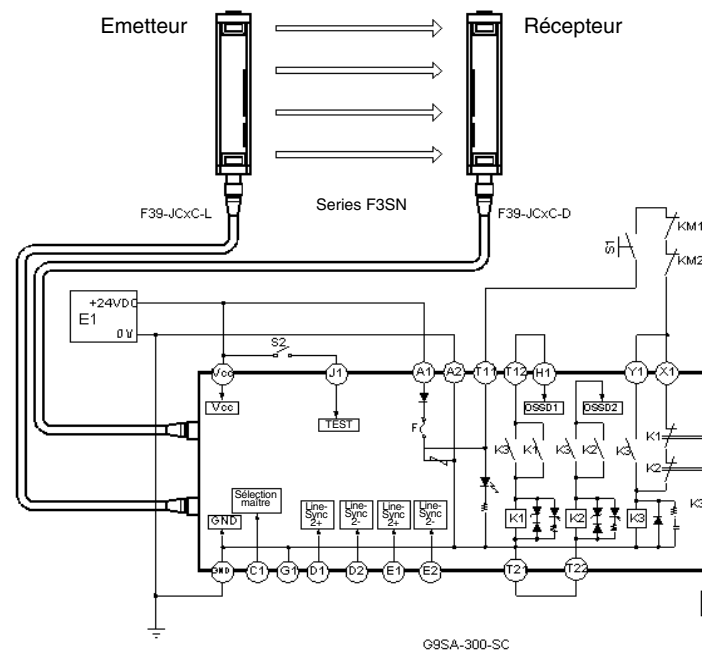 Emetteur
Récepteur
F39-JCxC-L
Series F3SN
F39-JCxC-D
KM1
S1
KM2
+24VDC
E1
0V
S2
Vcc
J1
A1
A2
T11
T12
H1
Y1
X1
Vcc
TEST
OSSD1
OSSD2
F
K3
K1
K3
K2
K3
K1
K2
Sélection
maître
Line-
Sync
2+
Line-
Sync
2-
Line-
Sync
2+
Line-
Sync
2-
GND
K1
K2
K3
K3
GND
C1
G1
D1
D2
E1
E2
T21
T22
G9SA-300-SC